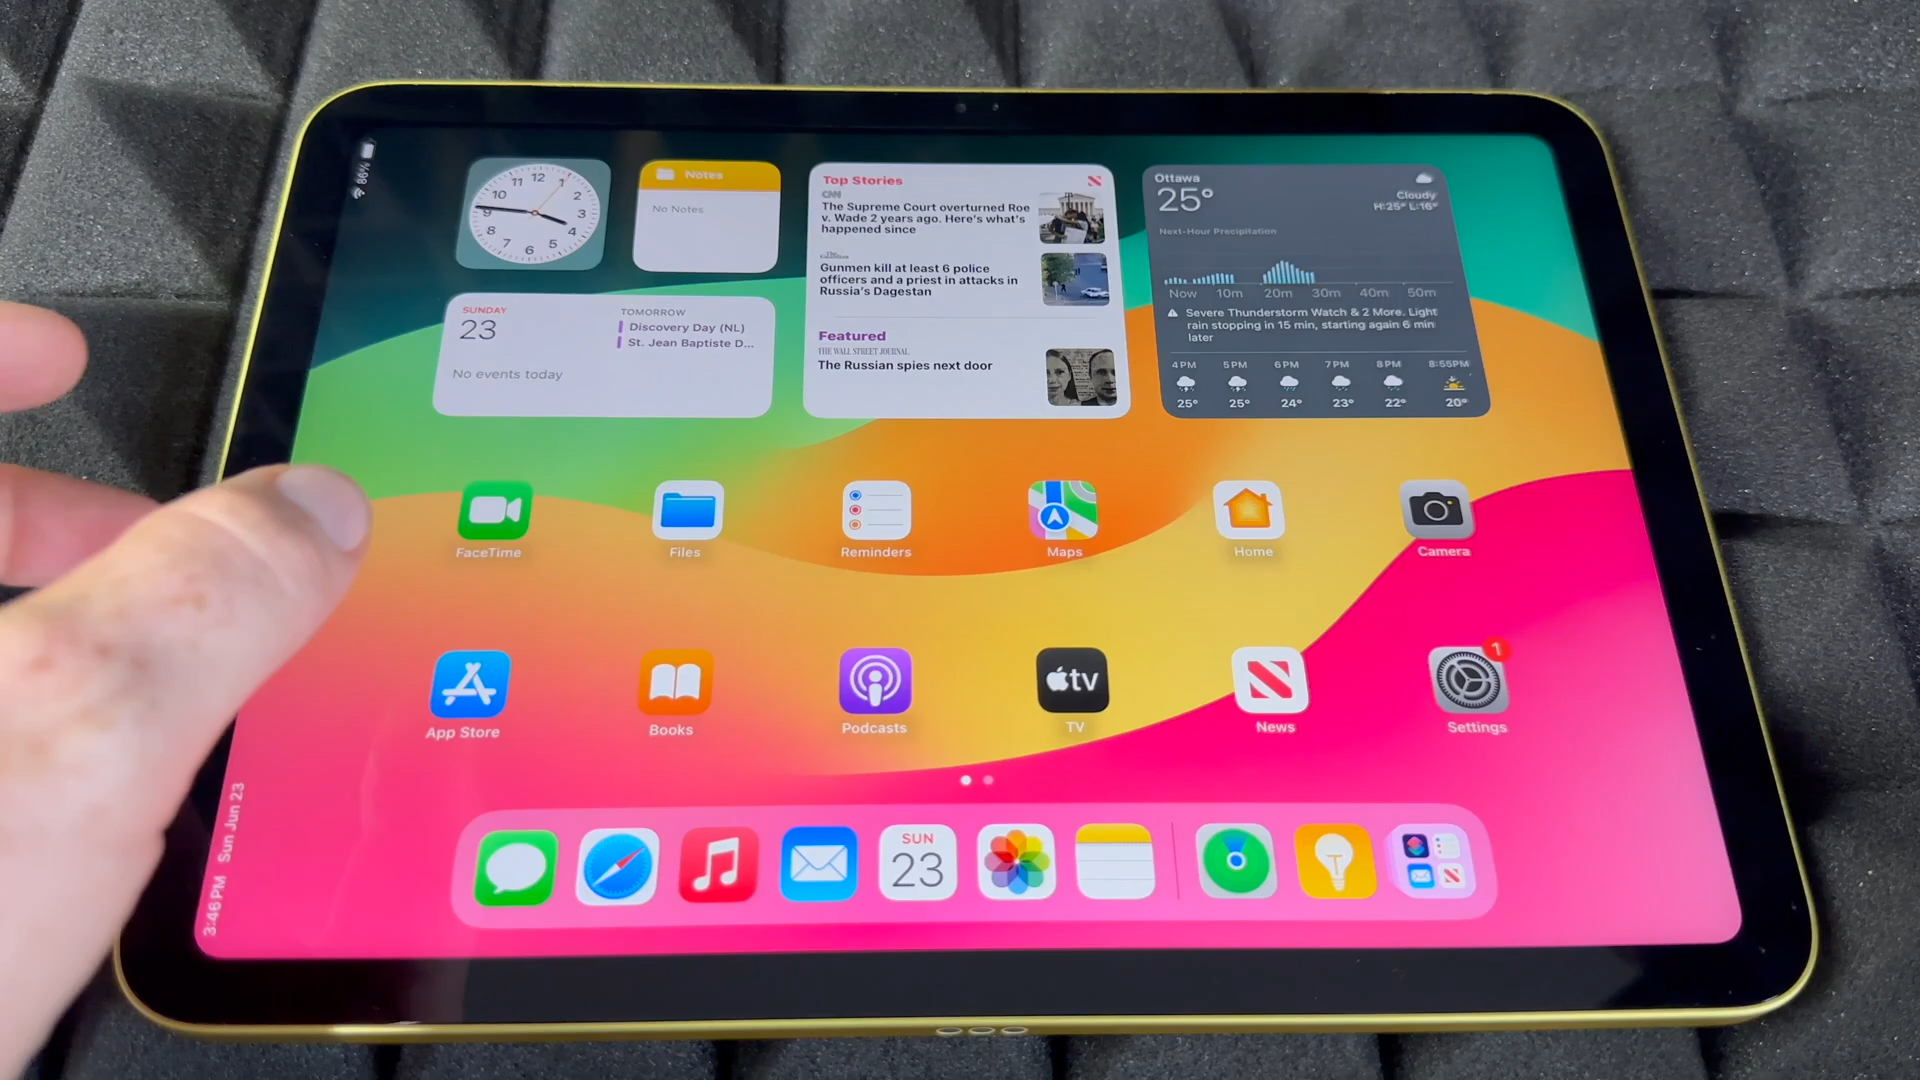 86%
12
1
2
3
4
5
6
7
8
9
10
11
Notes
No Notes
SUNDAY
23
No events today
TOMORROW
Discovery Day (NL)
St. Jean Baptiste D...
Top Stories
CNN
The Supreme Court overturned Roe
v. Wade 2 years ago. Here's what's
happened since
Gunmen kill at least 6 police
officers and a priest in attacks in
Russia's Dagestan
Featured
THE WALL STREET JOURNAL
The Russian spies next door
Ottawa
25°
Cloudy
H:25° L:16°
Next-Hour Precipitation
Now 10m 20m 30m 40m 50m
Severe Thunderstorm Watch & 2 More. Light
rain stopping in 15 min, starting again 6 min
later
4PM 5PM 6PM 7PM 8PM 8:55PM
25° 25° 24° 23° 22° 20°
FaceTime
Files
Reminders
Maps
Home
Camera
App Store
Books
Podcasts
tv
TV
News
1
Settings
3:46 PM Sun Jun 23
SUN
23